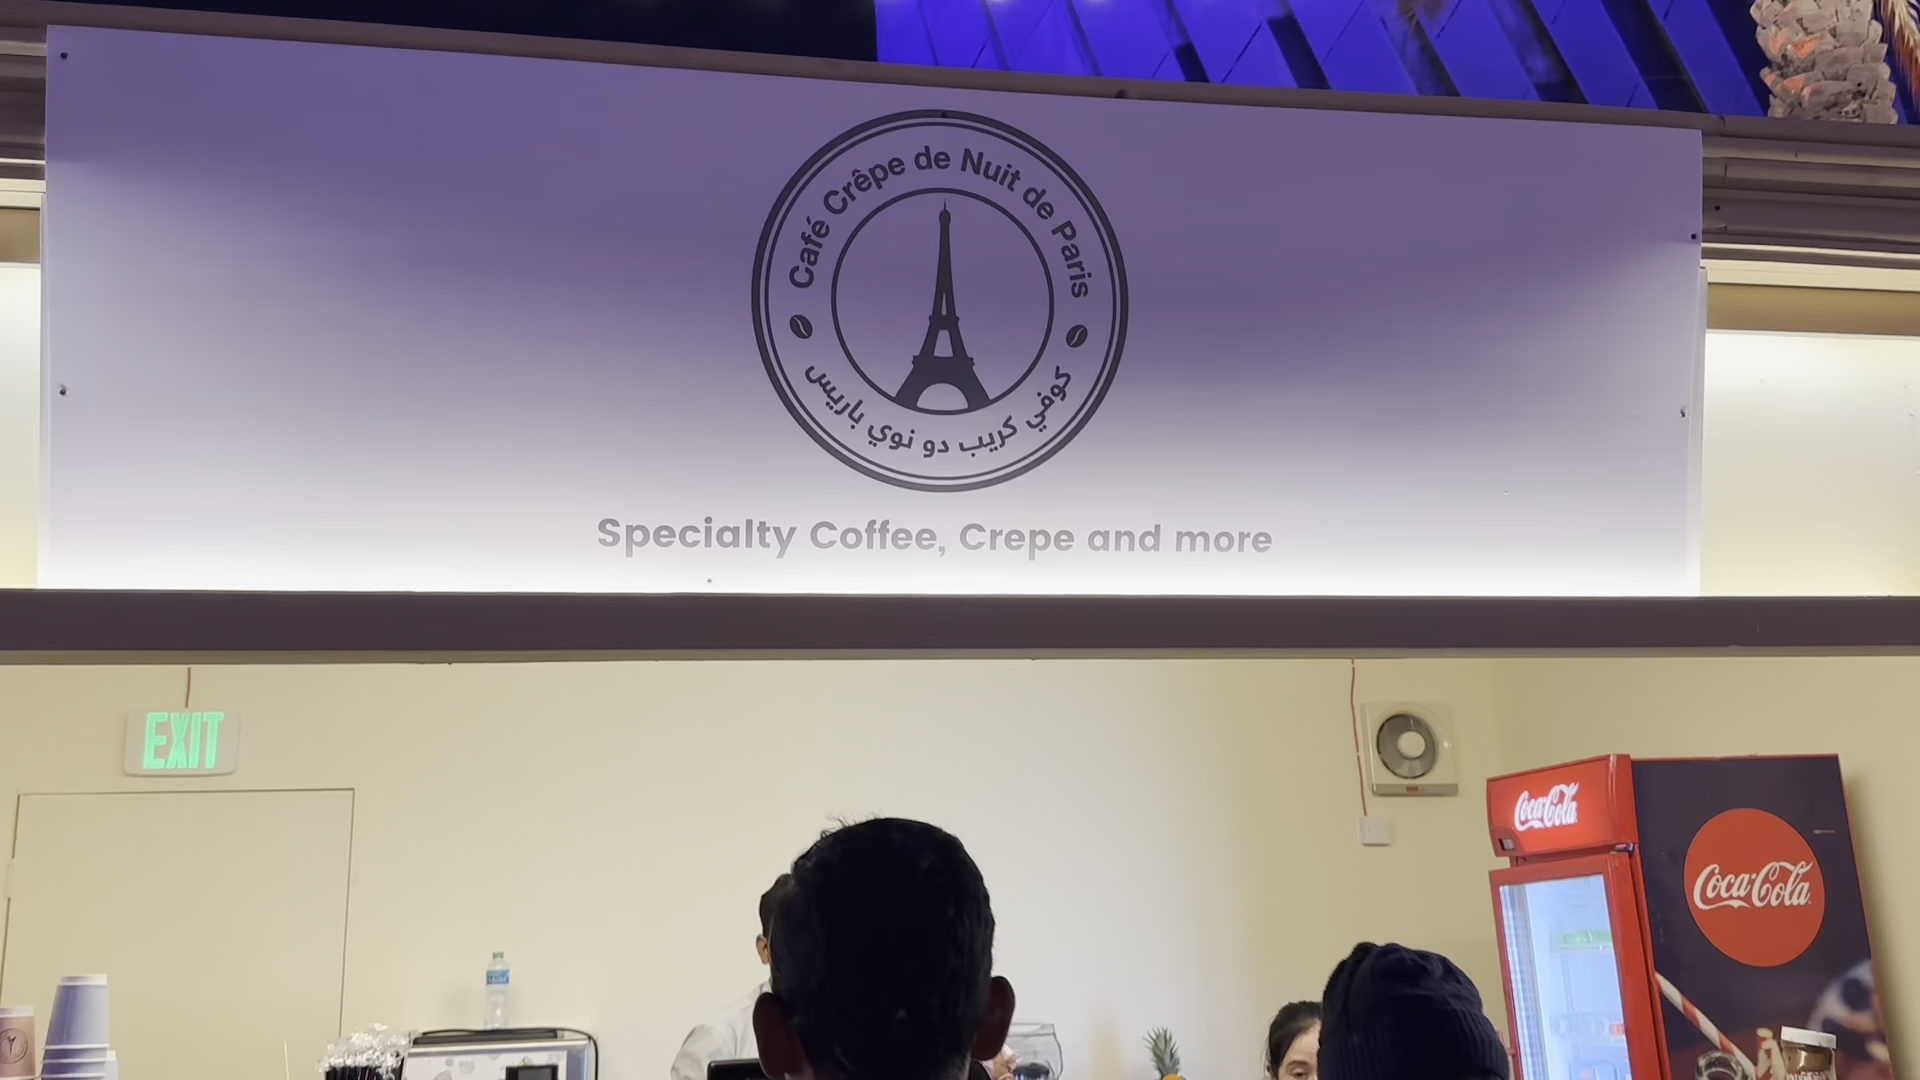 Café Crêpe de Nuit de Paris
كوفي كريب دو نوي باريس
Specialty Coffee, Crepe and more
EXIT
Coca-Cola
Coca-Cola